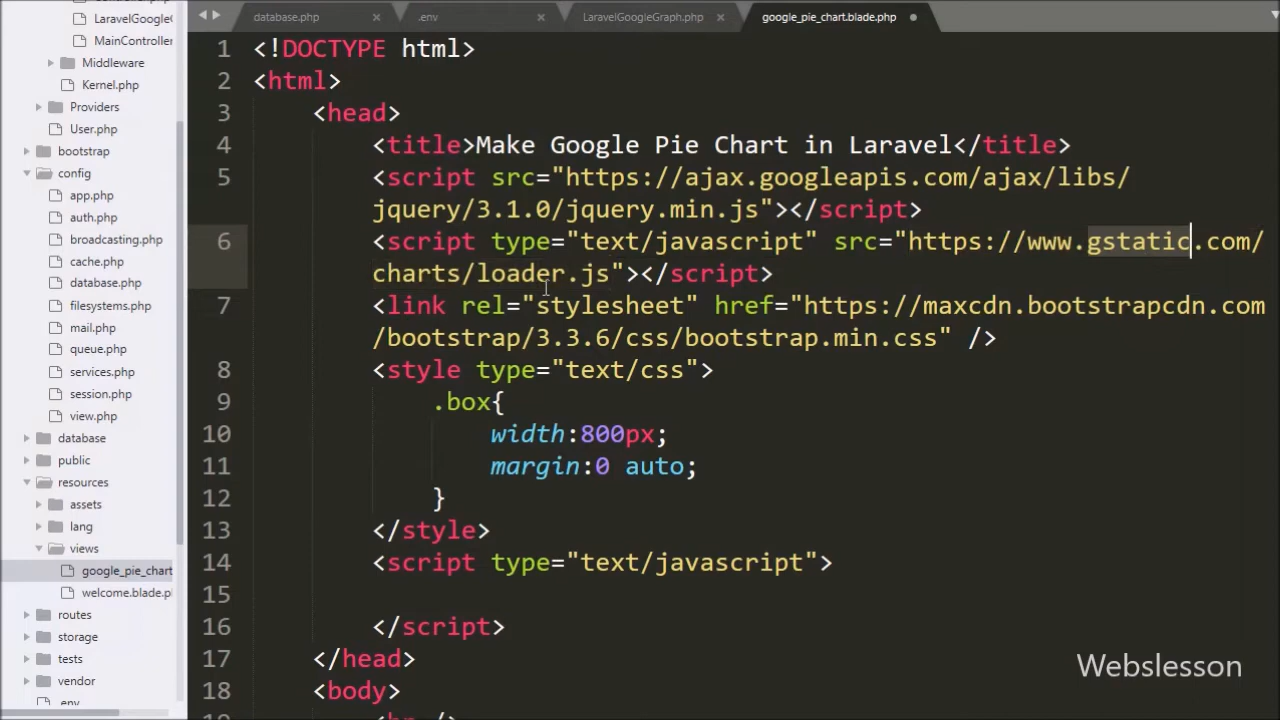 database.php
.env
LaravelGoogleGraph.php
google_pie_chart.blade.php
LaravelGoogleG
MainController
Middleware
Kernel.php
Providers
User.php
bootstrap
config
app.php
auth.php
broadcasting.php
cache.php
database.php
filesystems.php
mail.php
queue.php
services.php
session.php
view.php
database
public
resources
assets
lang
views
google_pie_chart
welcome.blade.p
routes
storage
tests
vendor
.env
1 <!DOCTYPE html>
2 <html>
3 <head>
4 <title>Make Google Pie Chart in Laravel</title>
5 <script src="https://ajax.googleapis.com/ajax/libs/
jquery/3.1.0/jquery.min.js"></script>
6 <script type="text/javascript" src="https://www.gstatic.com/
charts/loader.js"></script>
7 <link rel="stylesheet" href="https://maxcdn.bootstrapcdn.com
/bootstrap/3.3.6/css/bootstrap.min.css" />
8 <style type="text/css">
9 .box{
10 width:800px;
11 margin:0 auto;
12 }
13 </style>
14 <script type="text/javascript">
15
16 </script>
17 </head>
18 <body>
19 <br />
Webslesson